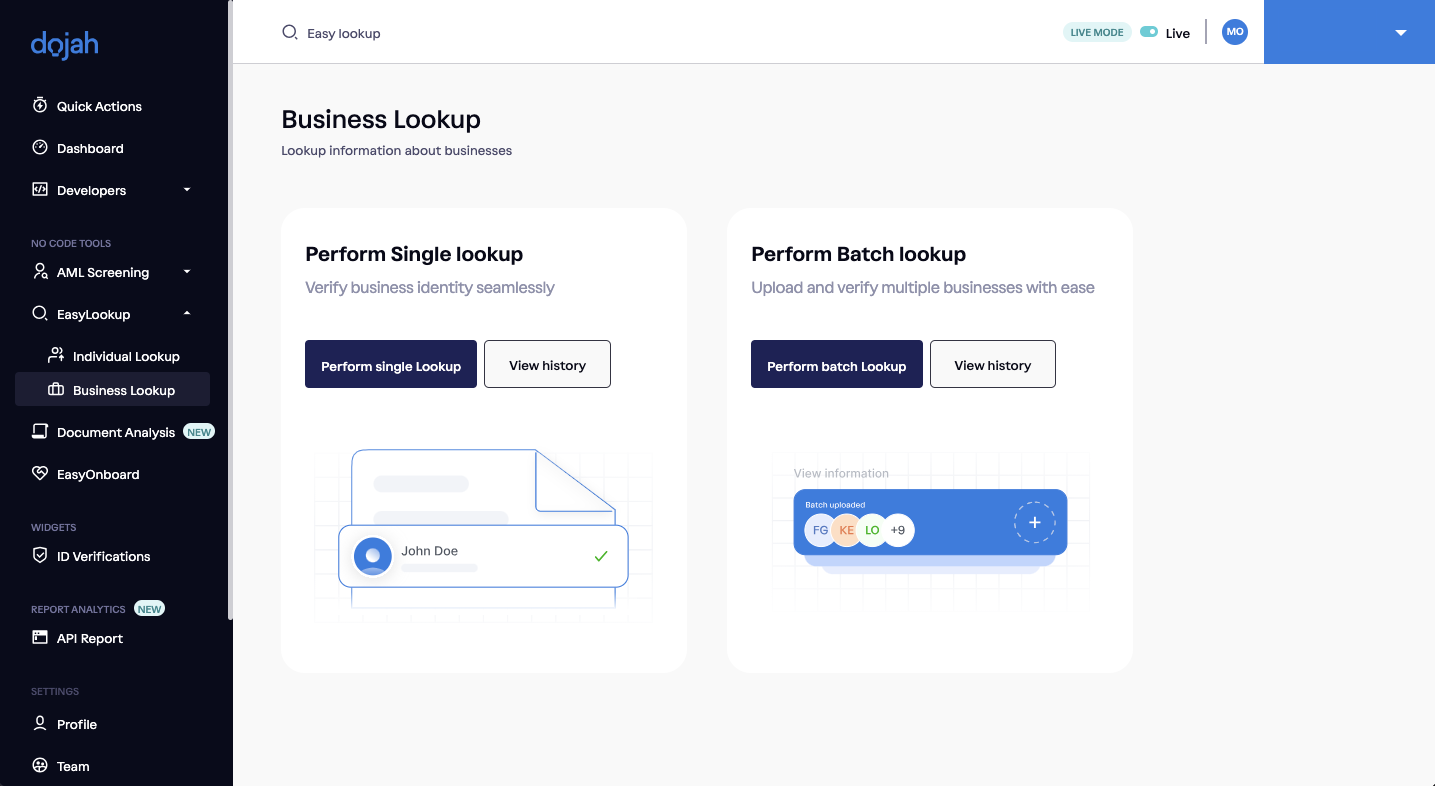 dojah
Easy lookup
LIVE MODE
Live
MO
Quick Actions
Dashboard
Developers
NO CODE TOOLS
AML Screening
EasyLookup
Individual Lookup
Business Lookup
Document Analysis NEW
EasyOnboard
WIDGETS
ID Verifications
REPORT ANALYTICS NEW
API Report
SETTINGS
Profile
Team
Business Lookup
Lookup information about businesses
Perform Single lookup
Verify business identity seamlessly
Perform single Lookup
View history
John Doe
Perform Batch lookup
Upload and verify multiple businesses with ease
Perform batch Lookup
View history
View information
Batch uploaded
FG KE LO +9